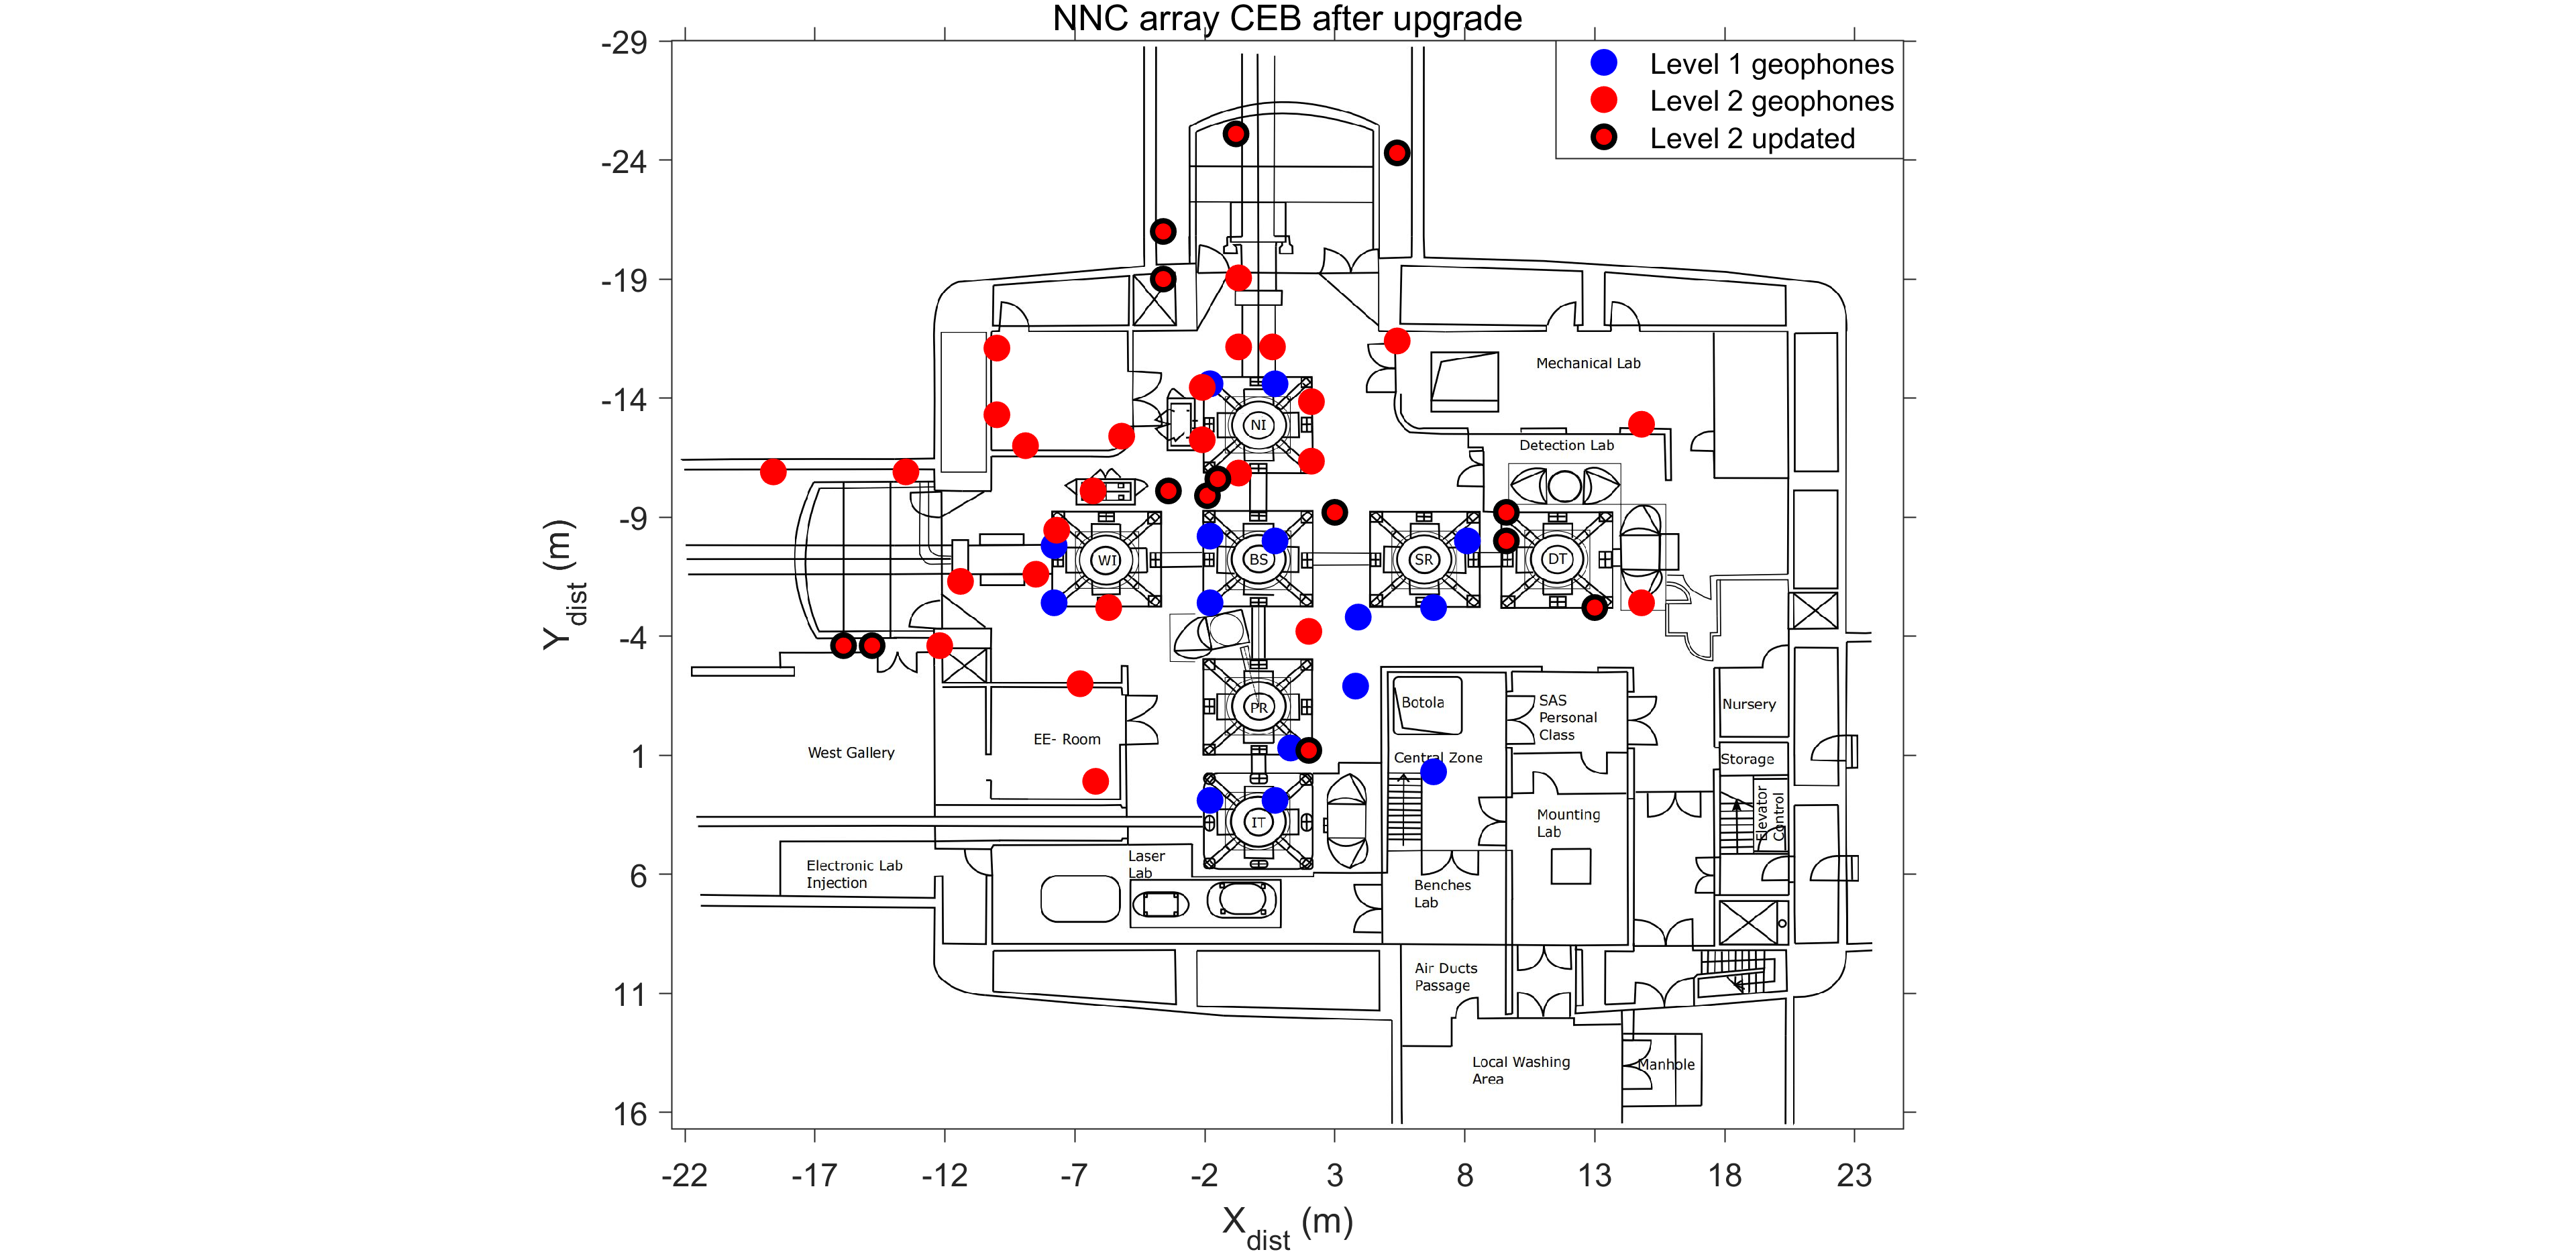 NNC array CEB after upgrade
Level 1 geophones
Level 2 geophones
Level 2 updated
-29
-24
-19
-14
-9
-4
1
6
11
16
Y dist (m)
Mechanical Lab
Detection Lab
NI
WI
BS
SR
DT
PR
IT
Botola
SAS
Personal
Class
Nursery
West Gallery
EE- Room
Central Zone
Storage
Elevator
Control
Mounting
Lab
Electronic Lab
Injection
Laser
Lab
Benches
Lab
Air Ducts
Passage
Local Washing
Area
Manhole
-22
-17
-12
-7
-2
3
8
13
18
23
X dist (m)